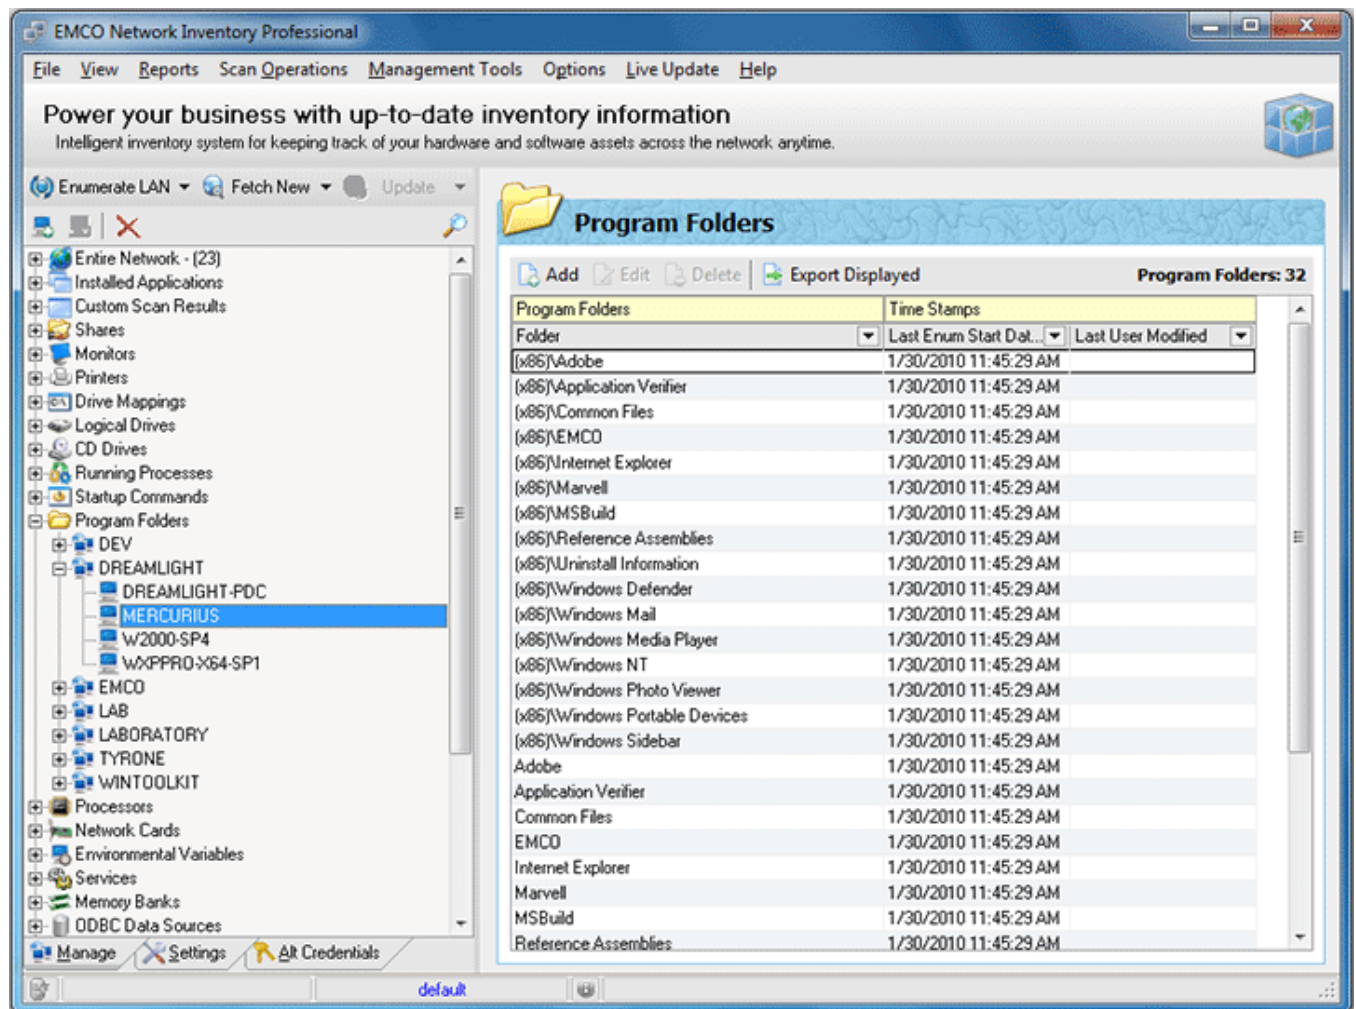 EMCO Network Inventory Professional
File View Reports Scan Operations Management Tools Options Live Update Help
Power your business with up-to-date inventory information
Intelligent inventory system for keeping track of your hardware and software assets across the network anytime.
Enumerate LAN Fetch New Update
Entire Network - (23)
Installed Applications
Custom Scan Results
Shares
Monitors
Printers
Drive Mappings
Logical Drives
CD Drives
Running Processes
Startup Commands
Program Folders
DEV
DREAMLIGHT
DREAMLIGHT-PDC
MERCURIUS
W2000-SP4
WXPPRO-X64-SP1
EMCO
LAB
LABORATORY
TYRONE
WINTOOLKIT
Processors
Network Cards
Environmental Variables
Services
Memory Banks
ODBC Data Sources
Manage Settings Alt Credentials
Program Folders
Add Edit Delete Export Displayed Program Folders: 32
Program Folders Time Stamps
Folder Last Enum Start Dat... Last User Modified
(x86)\Adobe 1/30/2010 11:45:29 AM
(x86)\Application Verifier 1/30/2010 11:45:29 AM
(x86)\Common Files 1/30/2010 11:45:29 AM
(x86)\EMCO 1/30/2010 11:45:29 AM
(x86)\Internet Explorer 1/30/2010 11:45:29 AM
(x86)\Marvell 1/30/2010 11:45:29 AM
(x86)\MSBuild 1/30/2010 11:45:29 AM
(x86)\Reference Assemblies 1/30/2010 11:45:29 AM
(x86)\Uninstall Information 1/30/2010 11:45:29 AM
(x86)\Windows Defender 1/30/2010 11:45:29 AM
(x86)\Windows Mail 1/30/2010 11:45:29 AM
(x86)\Windows Media Player 1/30/2010 11:45:29 AM
(x86)\Windows NT 1/30/2010 11:45:29 AM
(x86)\Windows Photo Viewer 1/30/2010 11:45:29 AM
(x86)\Windows Portable Devices 1/30/2010 11:45:29 AM
(x86)\Windows Sidebar 1/30/2010 11:45:29 AM
Adobe 1/30/2010 11:45:29 AM
Application Verifier 1/30/2010 11:45:29 AM
Common Files 1/30/2010 11:45:29 AM
EMCO 1/30/2010 11:45:29 AM
Internet Explorer 1/30/2010 11:45:29 AM
Marvell 1/30/2010 11:45:29 AM
MSBuild 1/30/2010 11:45:29 AM
Reference Assemblies 1/30/2010 11:45:29 AM
default